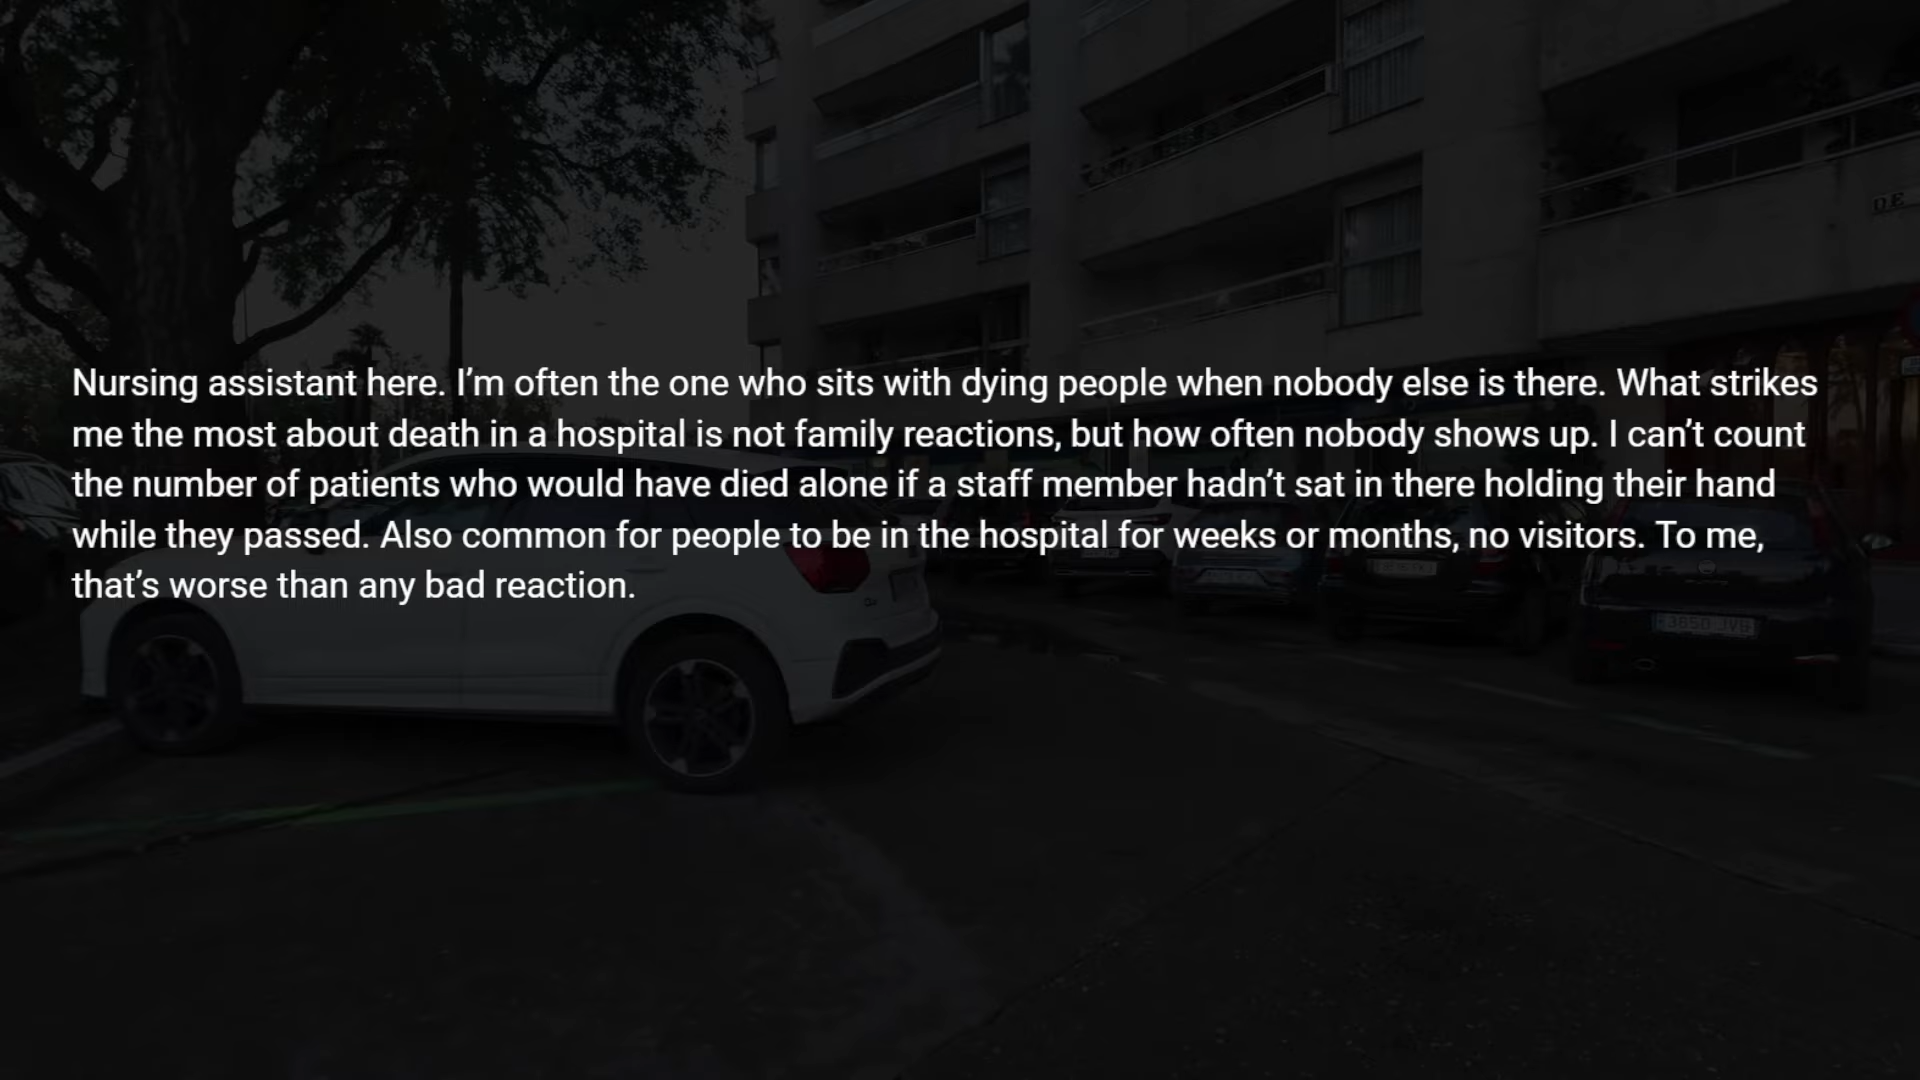 Nursing assistant here. I’m often the one who sits with dying people when nobody else is there. What strikes
me the most about death in a hospital is not family reactions, but how often nobody shows up. I can’t count
the number of patients who would have died alone if a staff member hadn’t sat in there holding their hand
while they passed. Also common for people to be in the hospital for weeks or months, no visitors. To me,
that’s worse than any bad reaction.
DE
3650 JVG